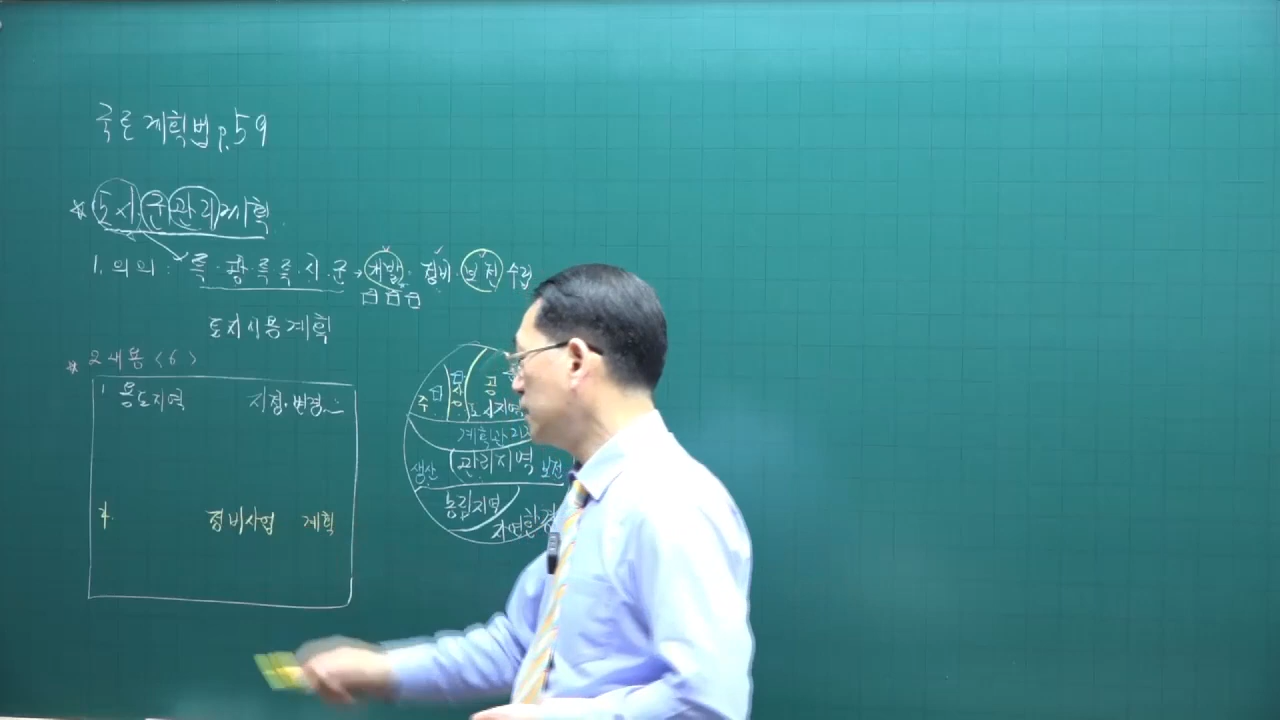 국토계획법 p.59
* 도시군관리계획
1. 의의 : 특·광·특·특·시·군 → 개발·정비·보전 수립
토지이용계획
* 2. 내용 <6>
1. 용도지역 지정·변경
4. 정비사업 계획
주
공
도시지역
계획관리
생산 관리지역 보전
농림지역
자연환경